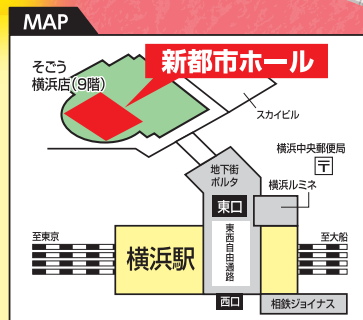 MAP
新都市ホール
そごう
横浜店(9階)
スカイビル
横浜中央郵便局
〒
地下街
ポルタ
横浜ルミネ
東口
至東京
東西自由通路
至大船
横浜駅
西口
相鉄ジョイナス